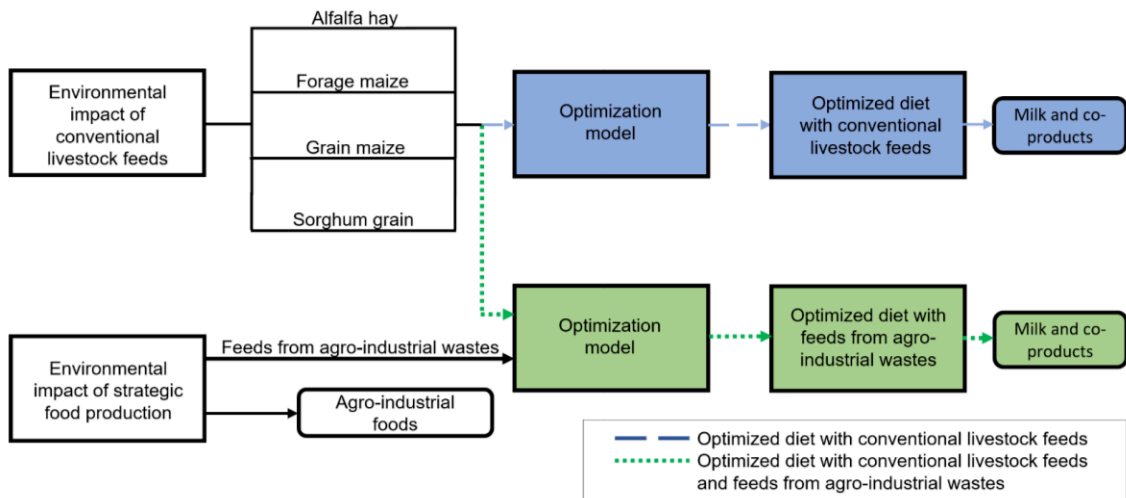 Alfalfa hay
Forage maize
Grain maize
Sorghum grain
Environmental
impact of
conventional
livestock feeds
Optimization
model
Optimized diet
with conventional
livestock feeds
Milk and co-
products
Environmental
impact of strategic
food production
Feeds from agro-industrial wastes
Agro-industrial
foods
Optimization
model
Optimized diet with
feeds from agro-
industrial wastes
Milk and co-
products
Optimized diet with conventional livestock feeds
Optimized diet with conventional livestock feeds
and feeds from agro-industrial wastes